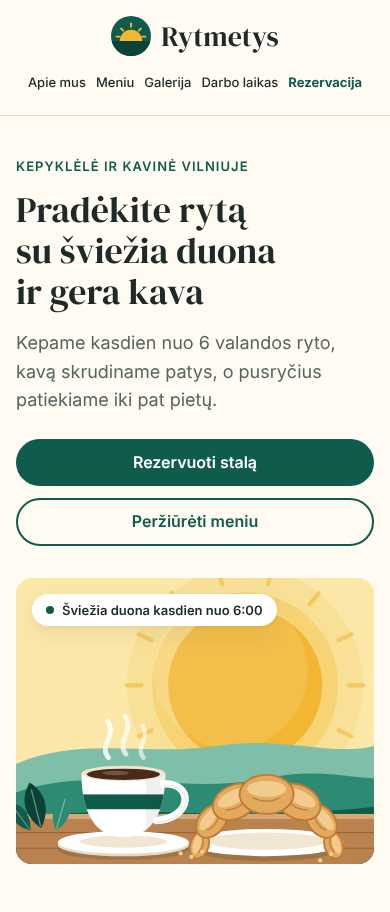 Rytmetys
Apie mus Meniu Galerija Darbo laikas Rezervacija
KEPYKLĖLĖ IR KAVINĖ VILNIUJE
Pradėkite rytą
su šviežia duona
ir gera kava
Kepame kasdien nuo 6 valandos ryto,
kavą skrudiname patys, o pusryčius
patiekiame iki pat pietų.
Rezervuoti stalą
Peržiūrėti meniu
Šviežia duona kasdien nuo 6:00